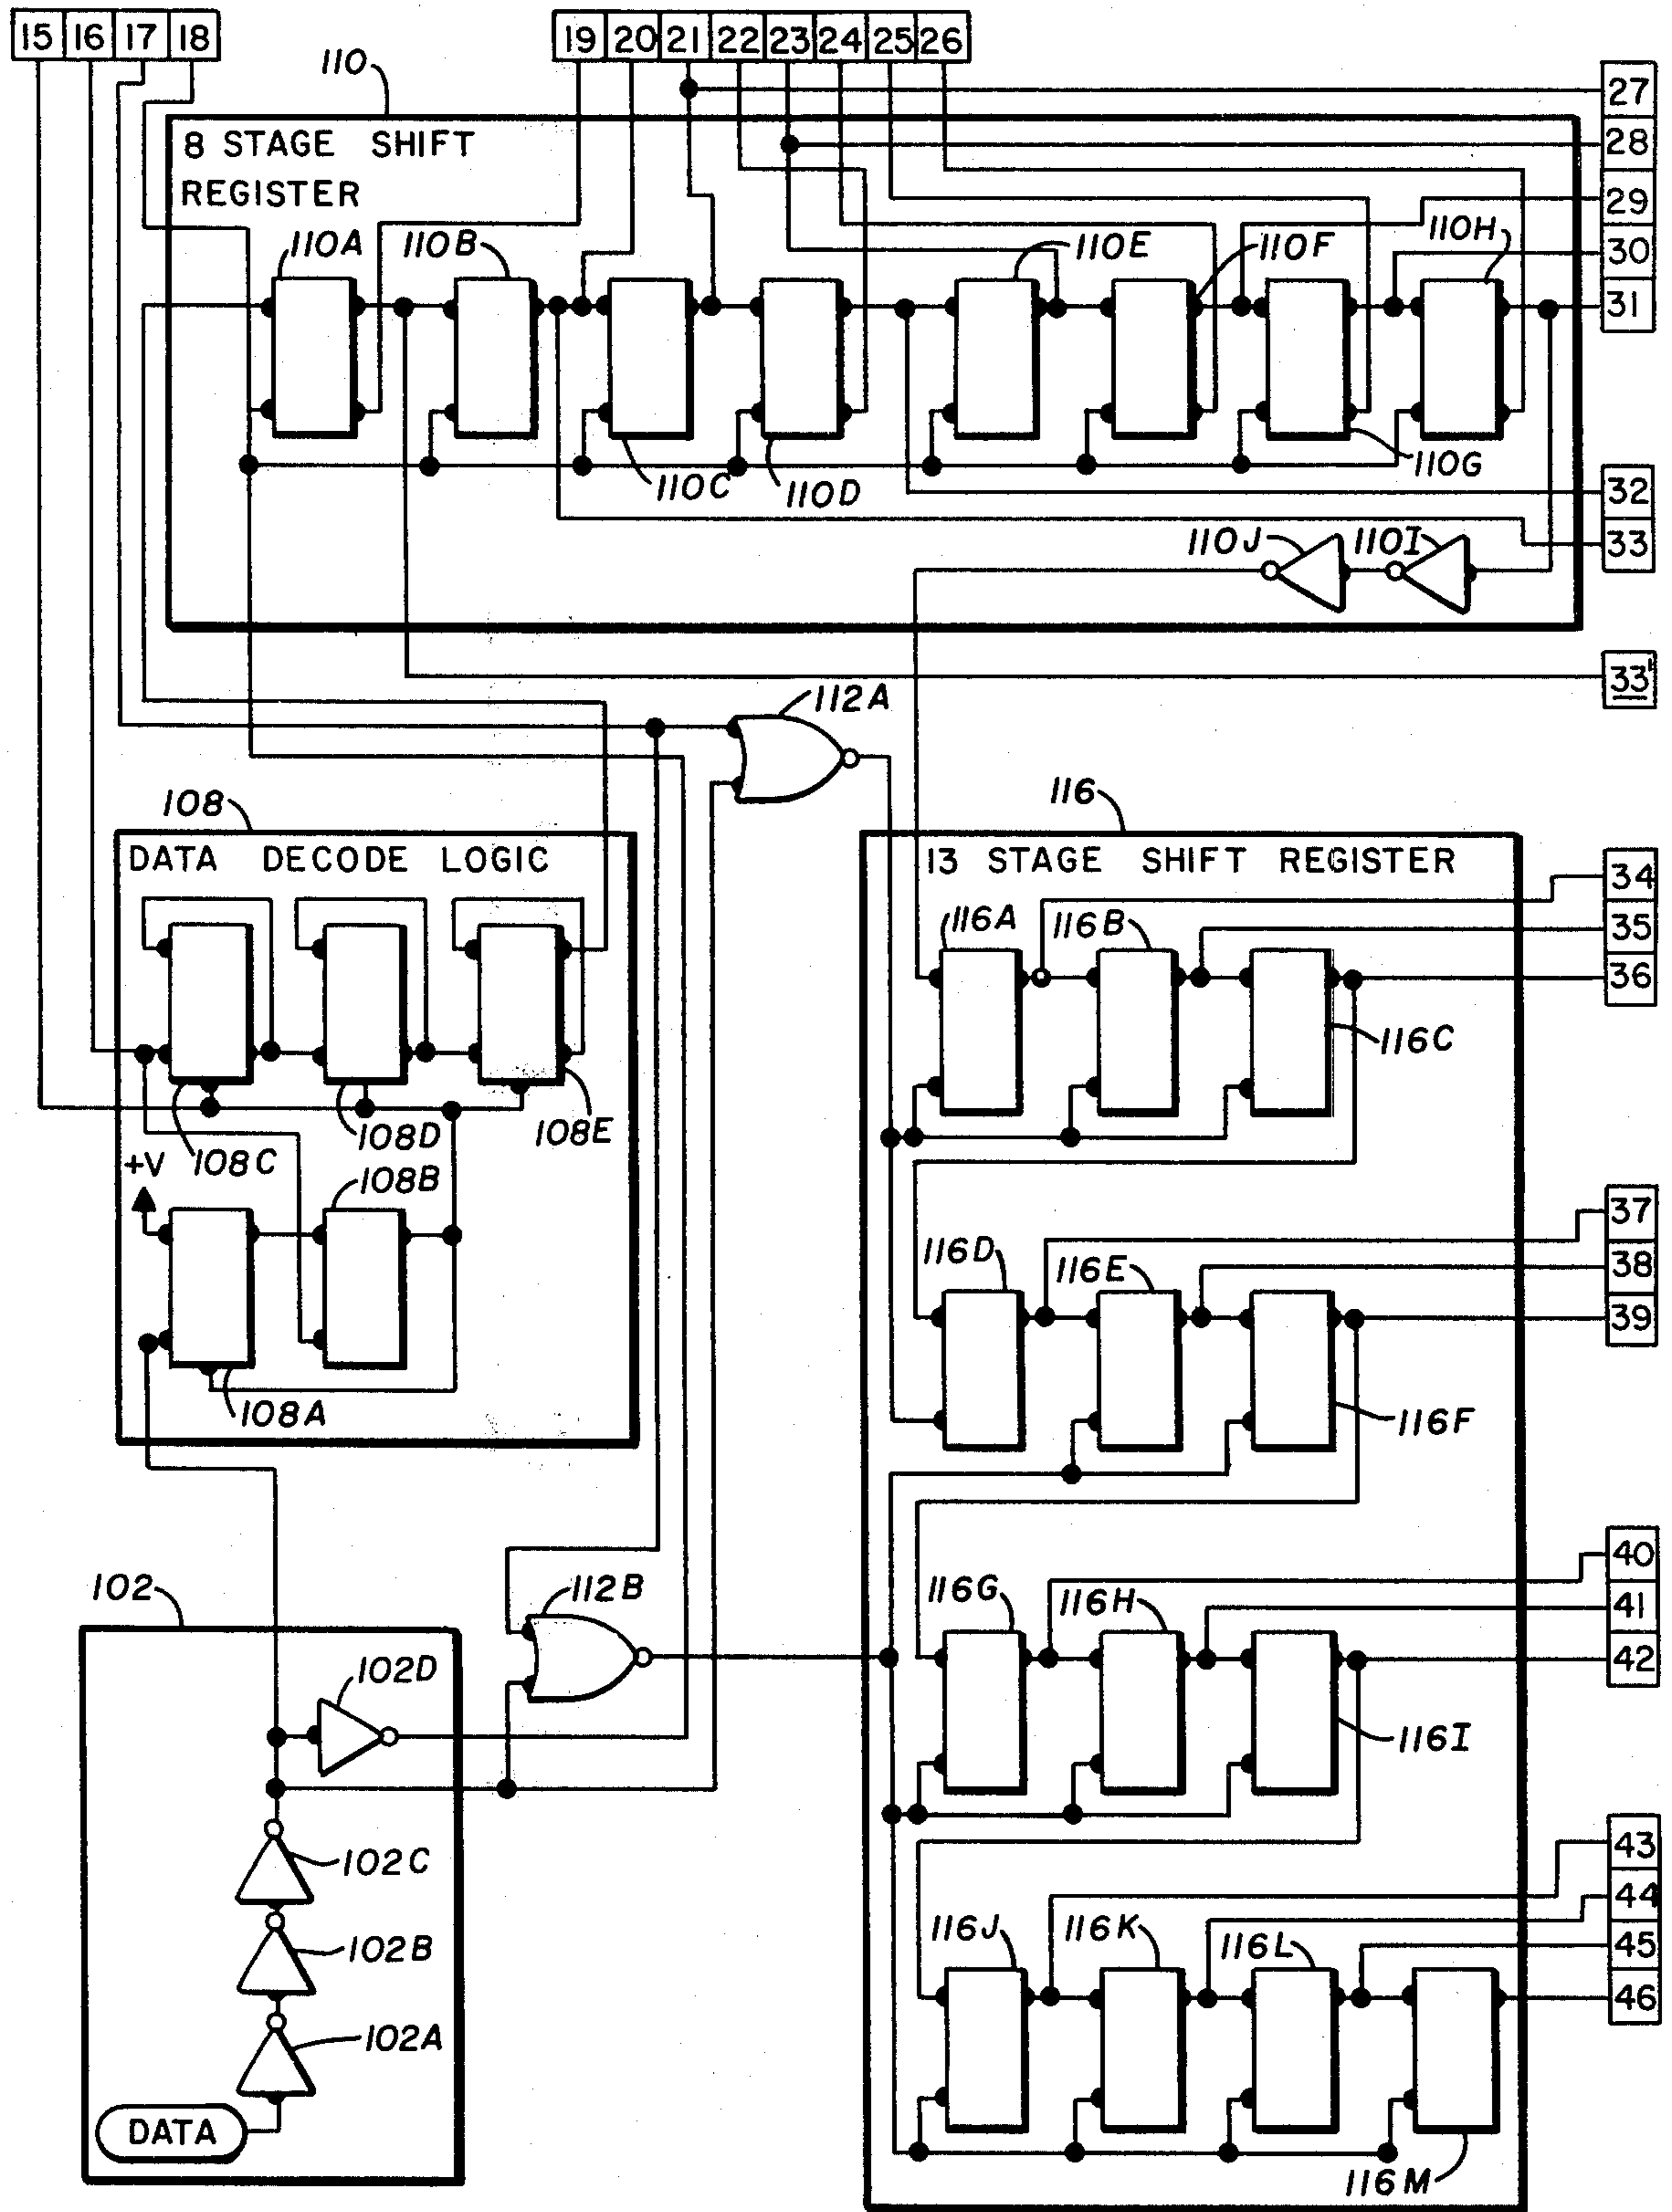 15 16 17 18
19 20 21 22 23 24 25 26
110
27
28
29
30
31
8 STAGE SHIFT
REGISTER
110A
110B
110E
110F
110H
110C
110D
110G
32
33
110J
110I
33'
112A
108
DATA DECODE LOGIC
108C
108D
108E
+V
108B
108A
116
13 STAGE SHIFT REGISTER
34
35
36
116A
116B
116C
37
38
39
116D
116E
116F
40
41
42
116G
116H
116I
43
44
45
46
116J
116K
116L
116M
112B
102
102D
102C
102B
102A
DATA